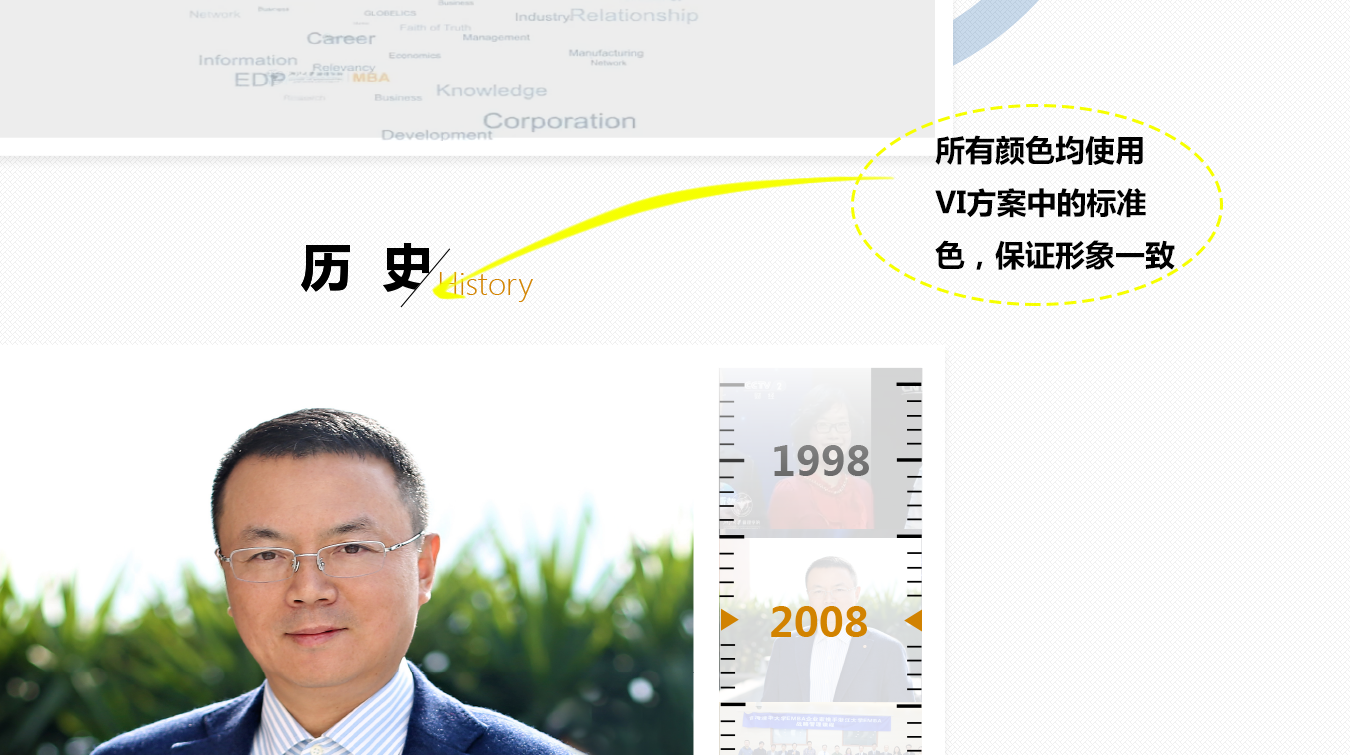 Network
Business
GLOBELICS
Industry
Relationship
Faith of Truth
Career
Management
Economics
Manufacturing
Network
Information
Relevancy
EDP
MBA
Research
Business
Knowledge
Corporation
Development
所有颜色均使用
VI方案中的标准
色，保证形象一致
历 史
History
1998
2008